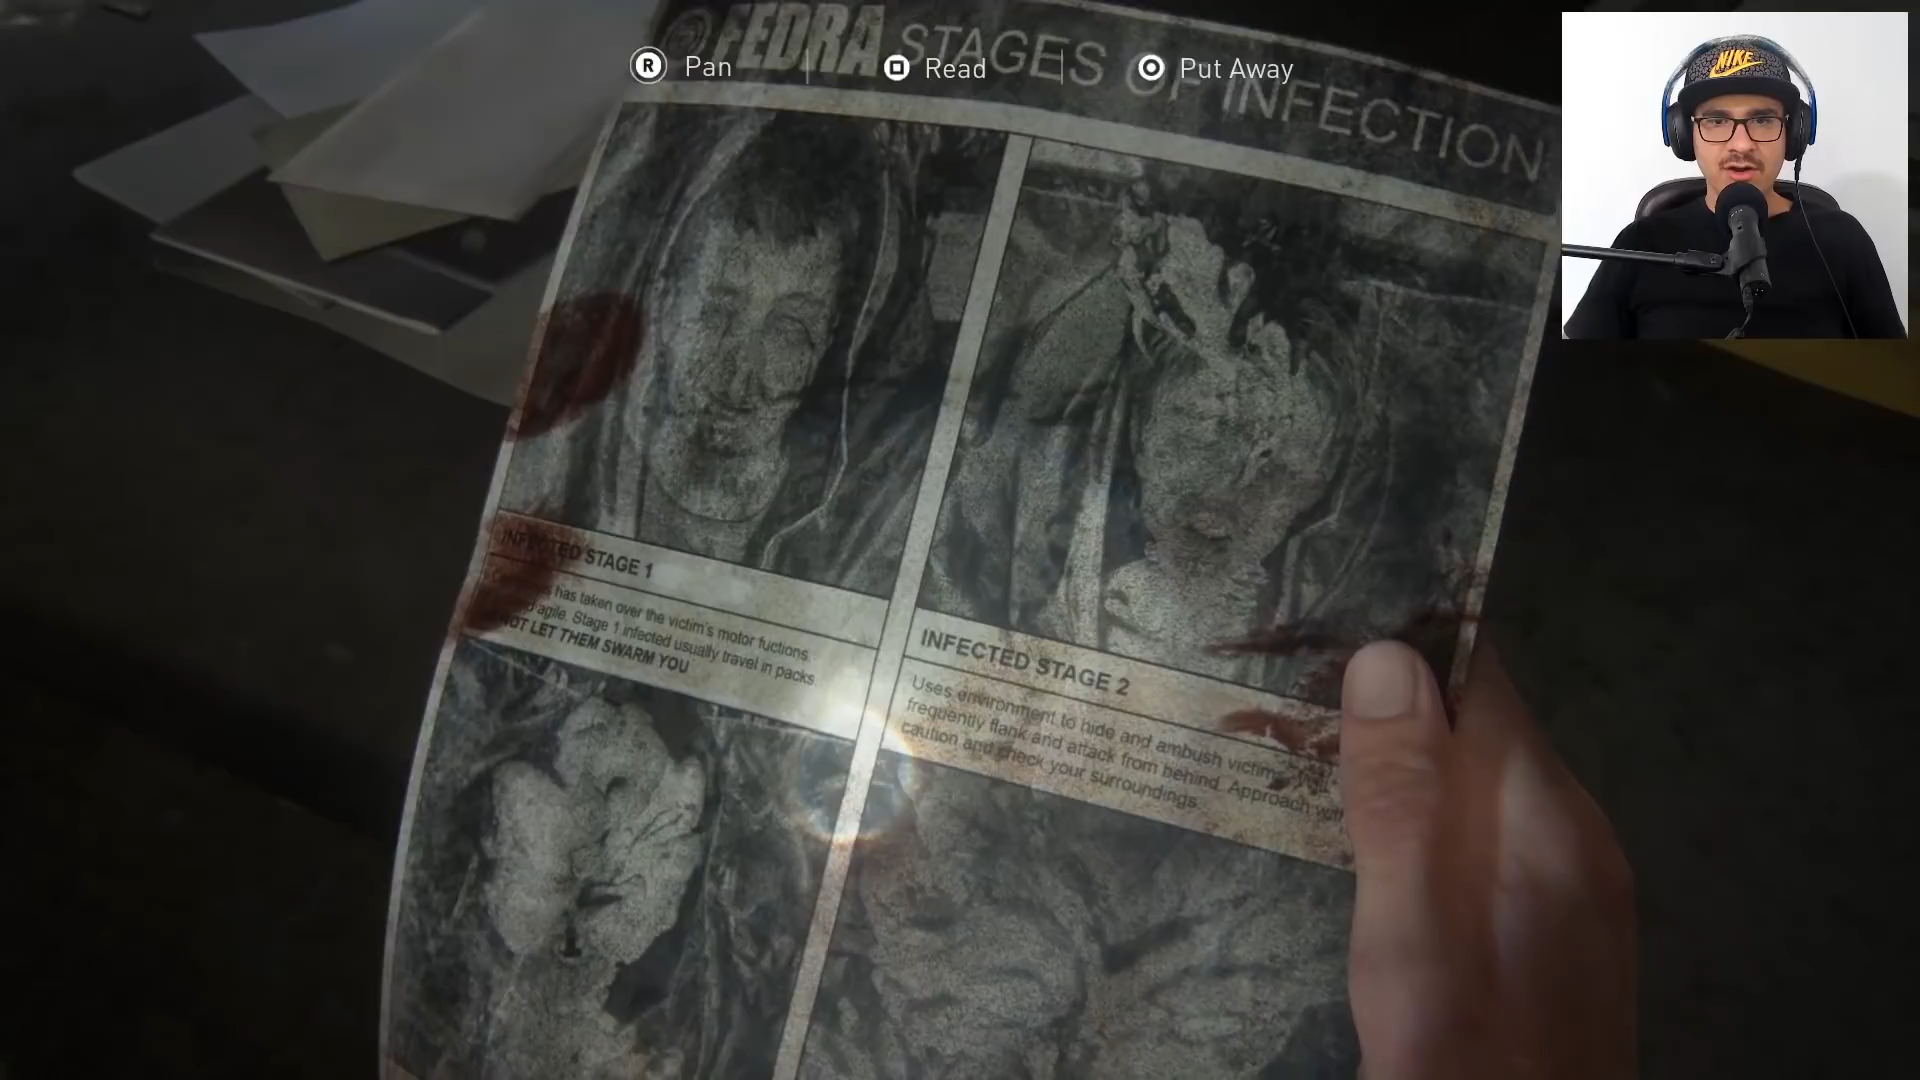 FEDRA STAGES OF INFECTION
R Pan
Read
Put Away
NIKE
INFECTED STAGE 1
has taken over the victim's motor fuctions.
agile. Stage 1 infected usually travel in packs.
NOT LET THEM SWARM YOU
INFECTED STAGE 2
Uses environment to hide and ambush victims
frequently flank and attack from behind. Approach with
caution and check your surroundings.